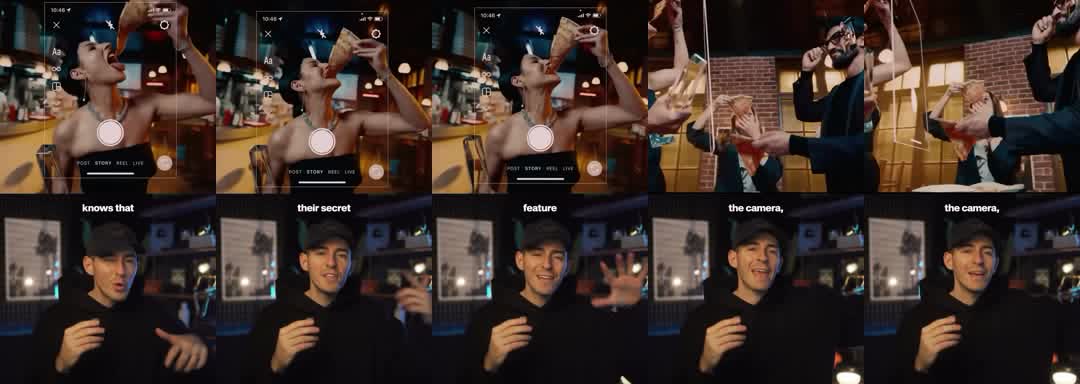 10:46
Aa
POST STORY REEL LIVE
10:46
Aa
POST STORY REEL LIVE
10:46
Aa
POST STORY REEL LIVE
knows that
their secret
feature
the camera,
the camera,